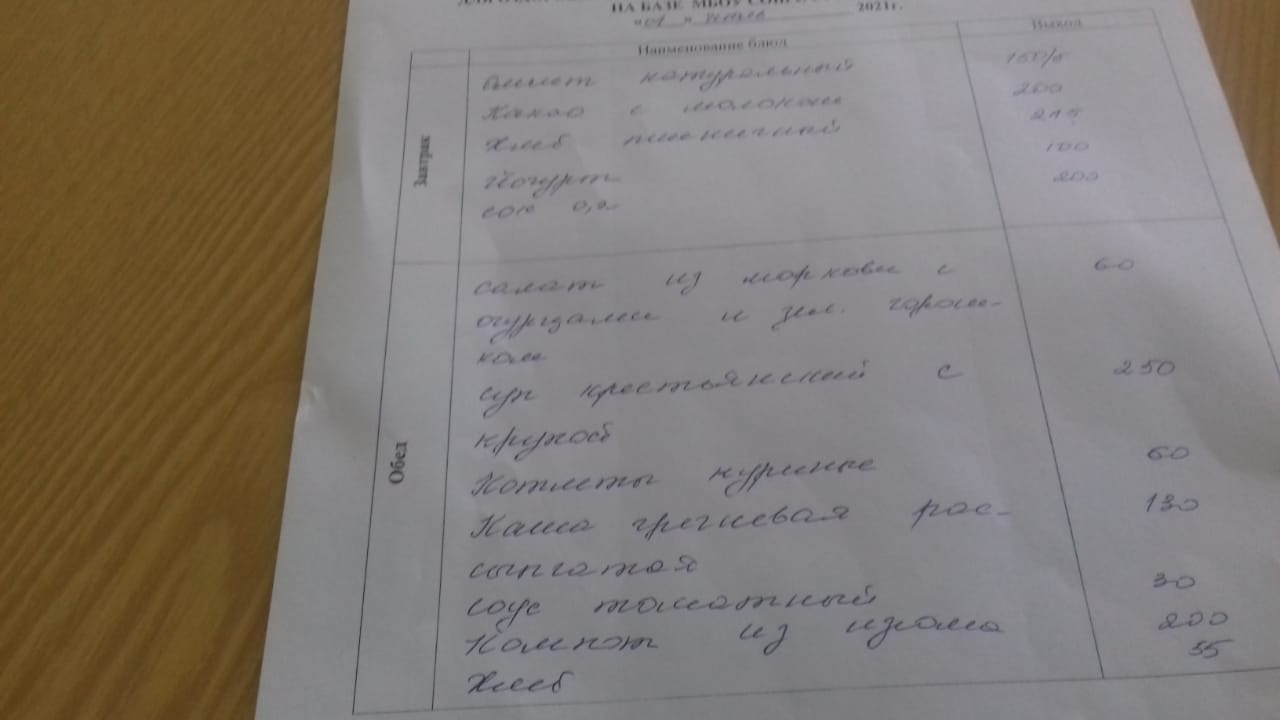 НА БАЗЕ МБОУ
"01" 2021г.
Наименование блюд Выход
Завтрак
Омлет натуральный 150/5
Какао с молоком 200
Хлеб пшеничный
Йогурт 100
сок 0,2 200
Обед
салат из моркови с 60
огурцами и зел. горош-
ком
суп крестьянский с 250
крупой
Котлеты куриные 60
Каша гречневая рас- 130
сыпчатая
соус томатный 30
Компот из изюма 200
Хлеб 55